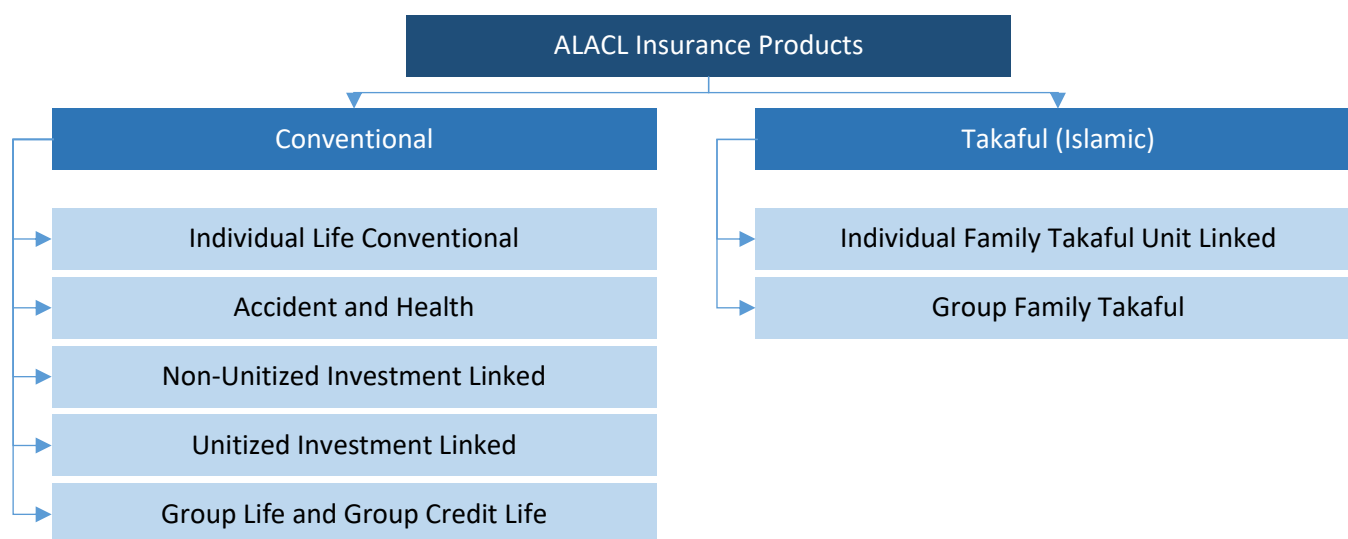 ALACL Insurance Products
Conventional
Individual Life Conventional
Accident and Health
Non-Unitized Investment Linked
Unitized Investment Linked
Group Life and Group Credit Life
Takaful (Islamic)
Individual Family Takaful Unit Linked
Group Family Takaful